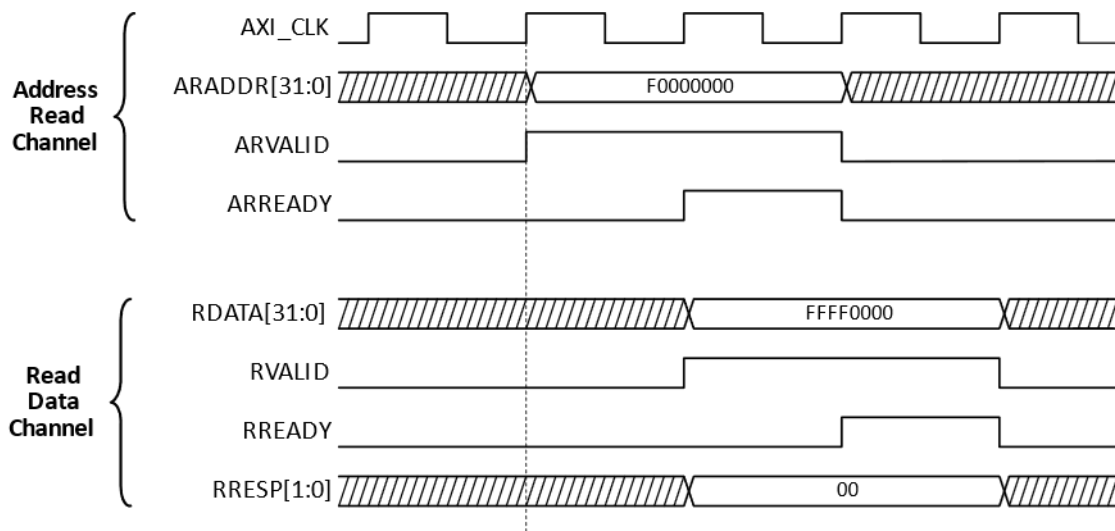 AXI_CLK
Address
Read
Channel
ARADDR[31:0]
F0000000
ARVALID
ARREADY
Read
Data
Channel
RDATA[31:0]
FFFF0000
RVALID
RREADY
RRESP[1:0]
00